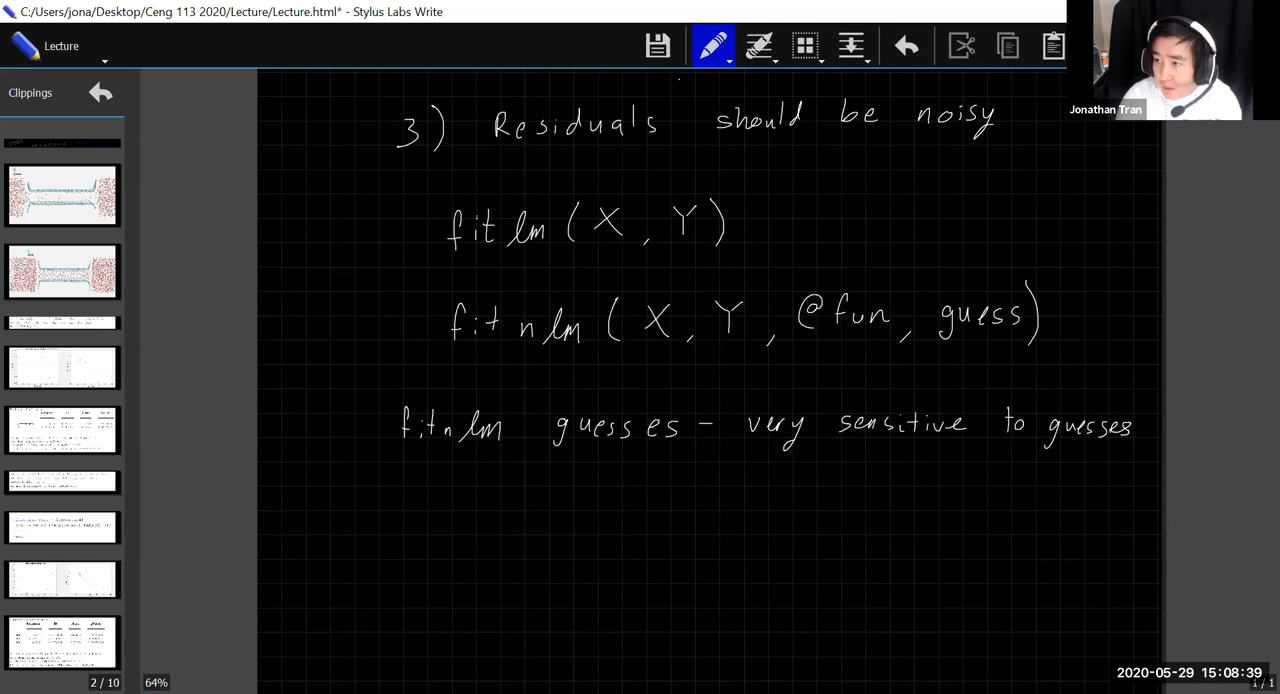 C:/Users/jona/Desktop/Ceng 113 2020/Lecture/Lecture.html* - Stylus Labs Write
Lecture
Clippings
Jonathan Tran
3) Residuals should be noisy
fitlm (X, Y)
fitnlm (X, Y, @fun, guess)
fitnlm guesses - very sensitive to guesses
2 / 10
64%
2020-05-29 15:08:39
1 / 1